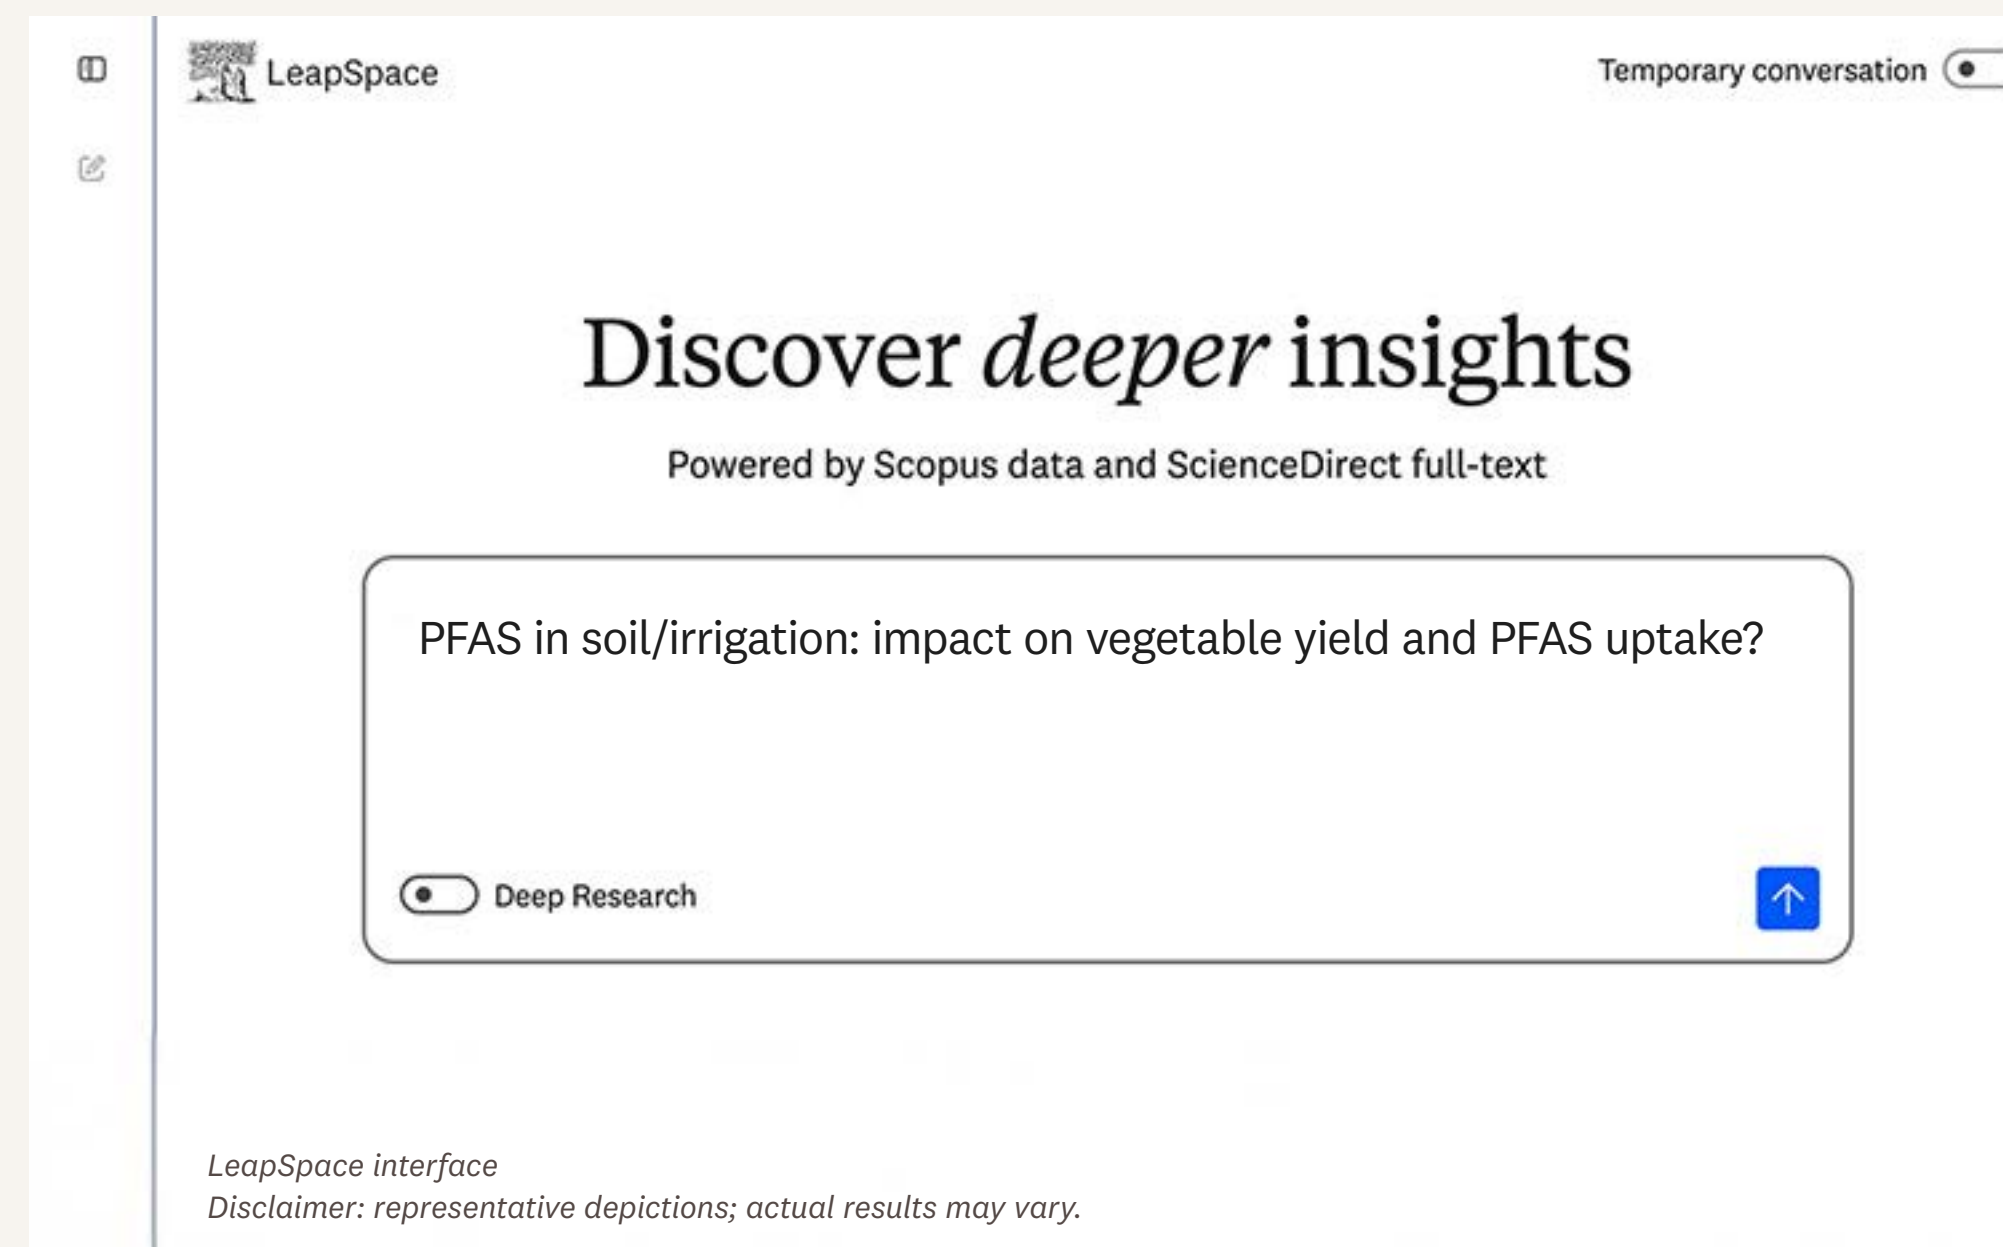 LeapSpace
Temporary conversation
Discover deeper insights
Powered by Scopus data and ScienceDirect full-text
PFAS in soil/irrigation: impact on vegetable yield and PFAS uptake?
Deep Research
LeapSpace interface
Disclaimer: representative depictions; actual results may vary.